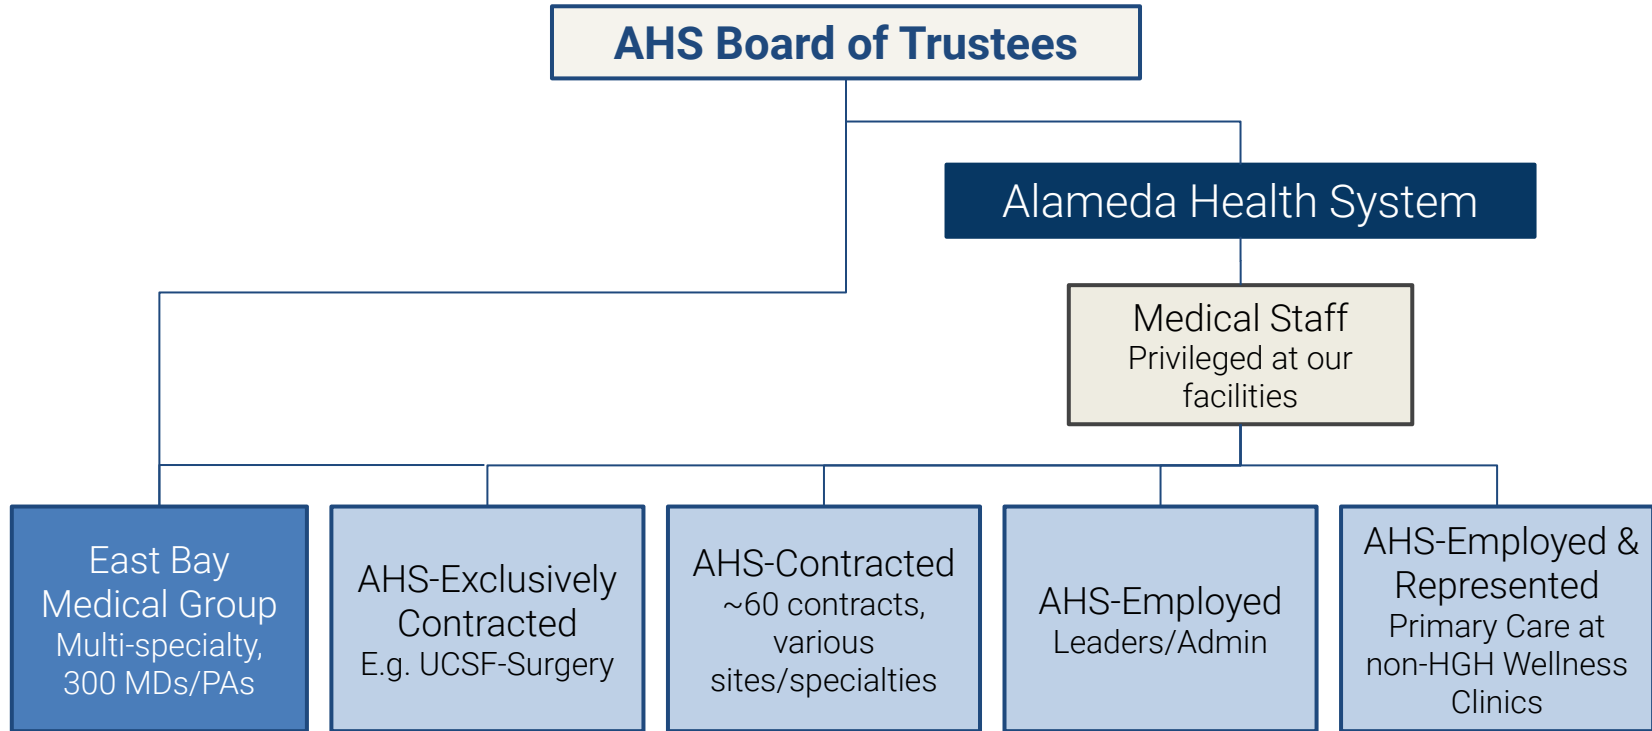 AHS Board of Trustees
Alameda Health System
Medical Staff
Privileged at our
facilities
East Bay
Medical Group
Multi-specialty,
300 MDs/PAs
AHS-Exclusively
Contracted
E.g. UCSF-Surgery
AHS-Contracted
~60 contracts,
various
sites/specialties
AHS-Employed
Leaders/Admin
AHS-Employed &
Represented
Primary Care at
non-HGH Wellness
Clinics